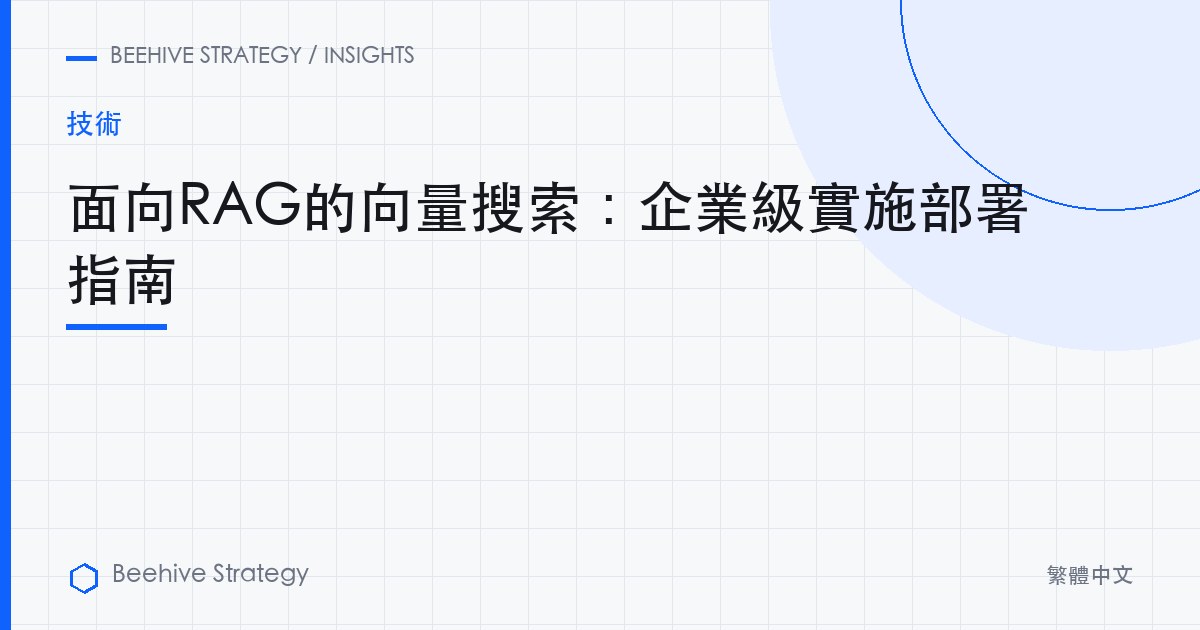 BEEHIVE STRATEGY / INSIGHTS
技術
面向RAG的向量搜索：企業級實施部署
指南
Beehive Strategy
繁體中文